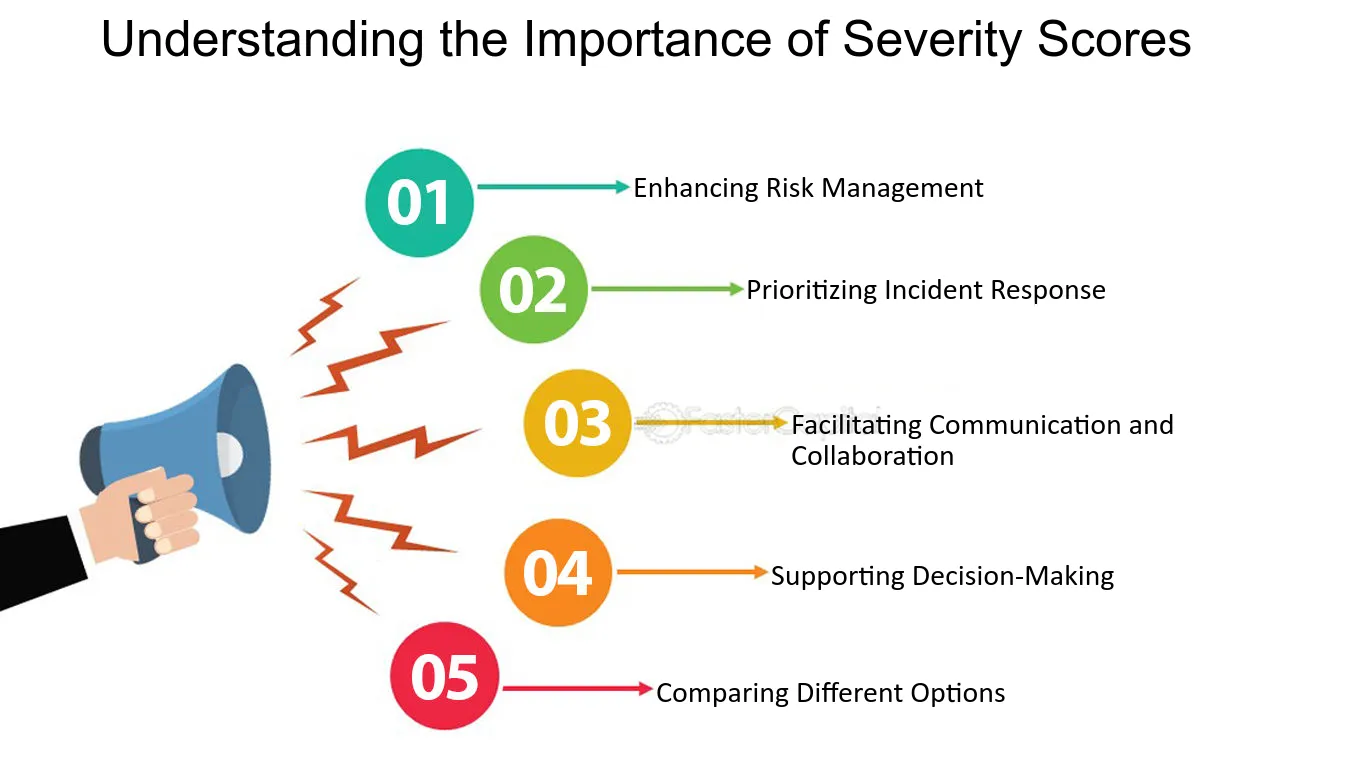 Understanding the Importance of Severity Scores
01
Enhancing Risk Management
02
Prioritizing Incident Response
03
FasterCapital
Facilitating Communication and
Collaboration
04
Supporting Decision-Making
05
Comparing Different Options